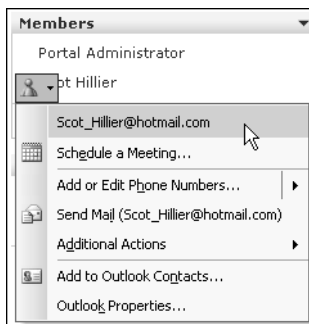 Members
Portal Administrator
ot Hillier
Scot_Hillier@hotmail.com
Schedule a Meeting...
Add or Edit Phone Numbers...
Send Mail (Scot_Hillier@hotmail.com)
Additional Actions
Add to Outlook Contacts...
Outlook Properties...